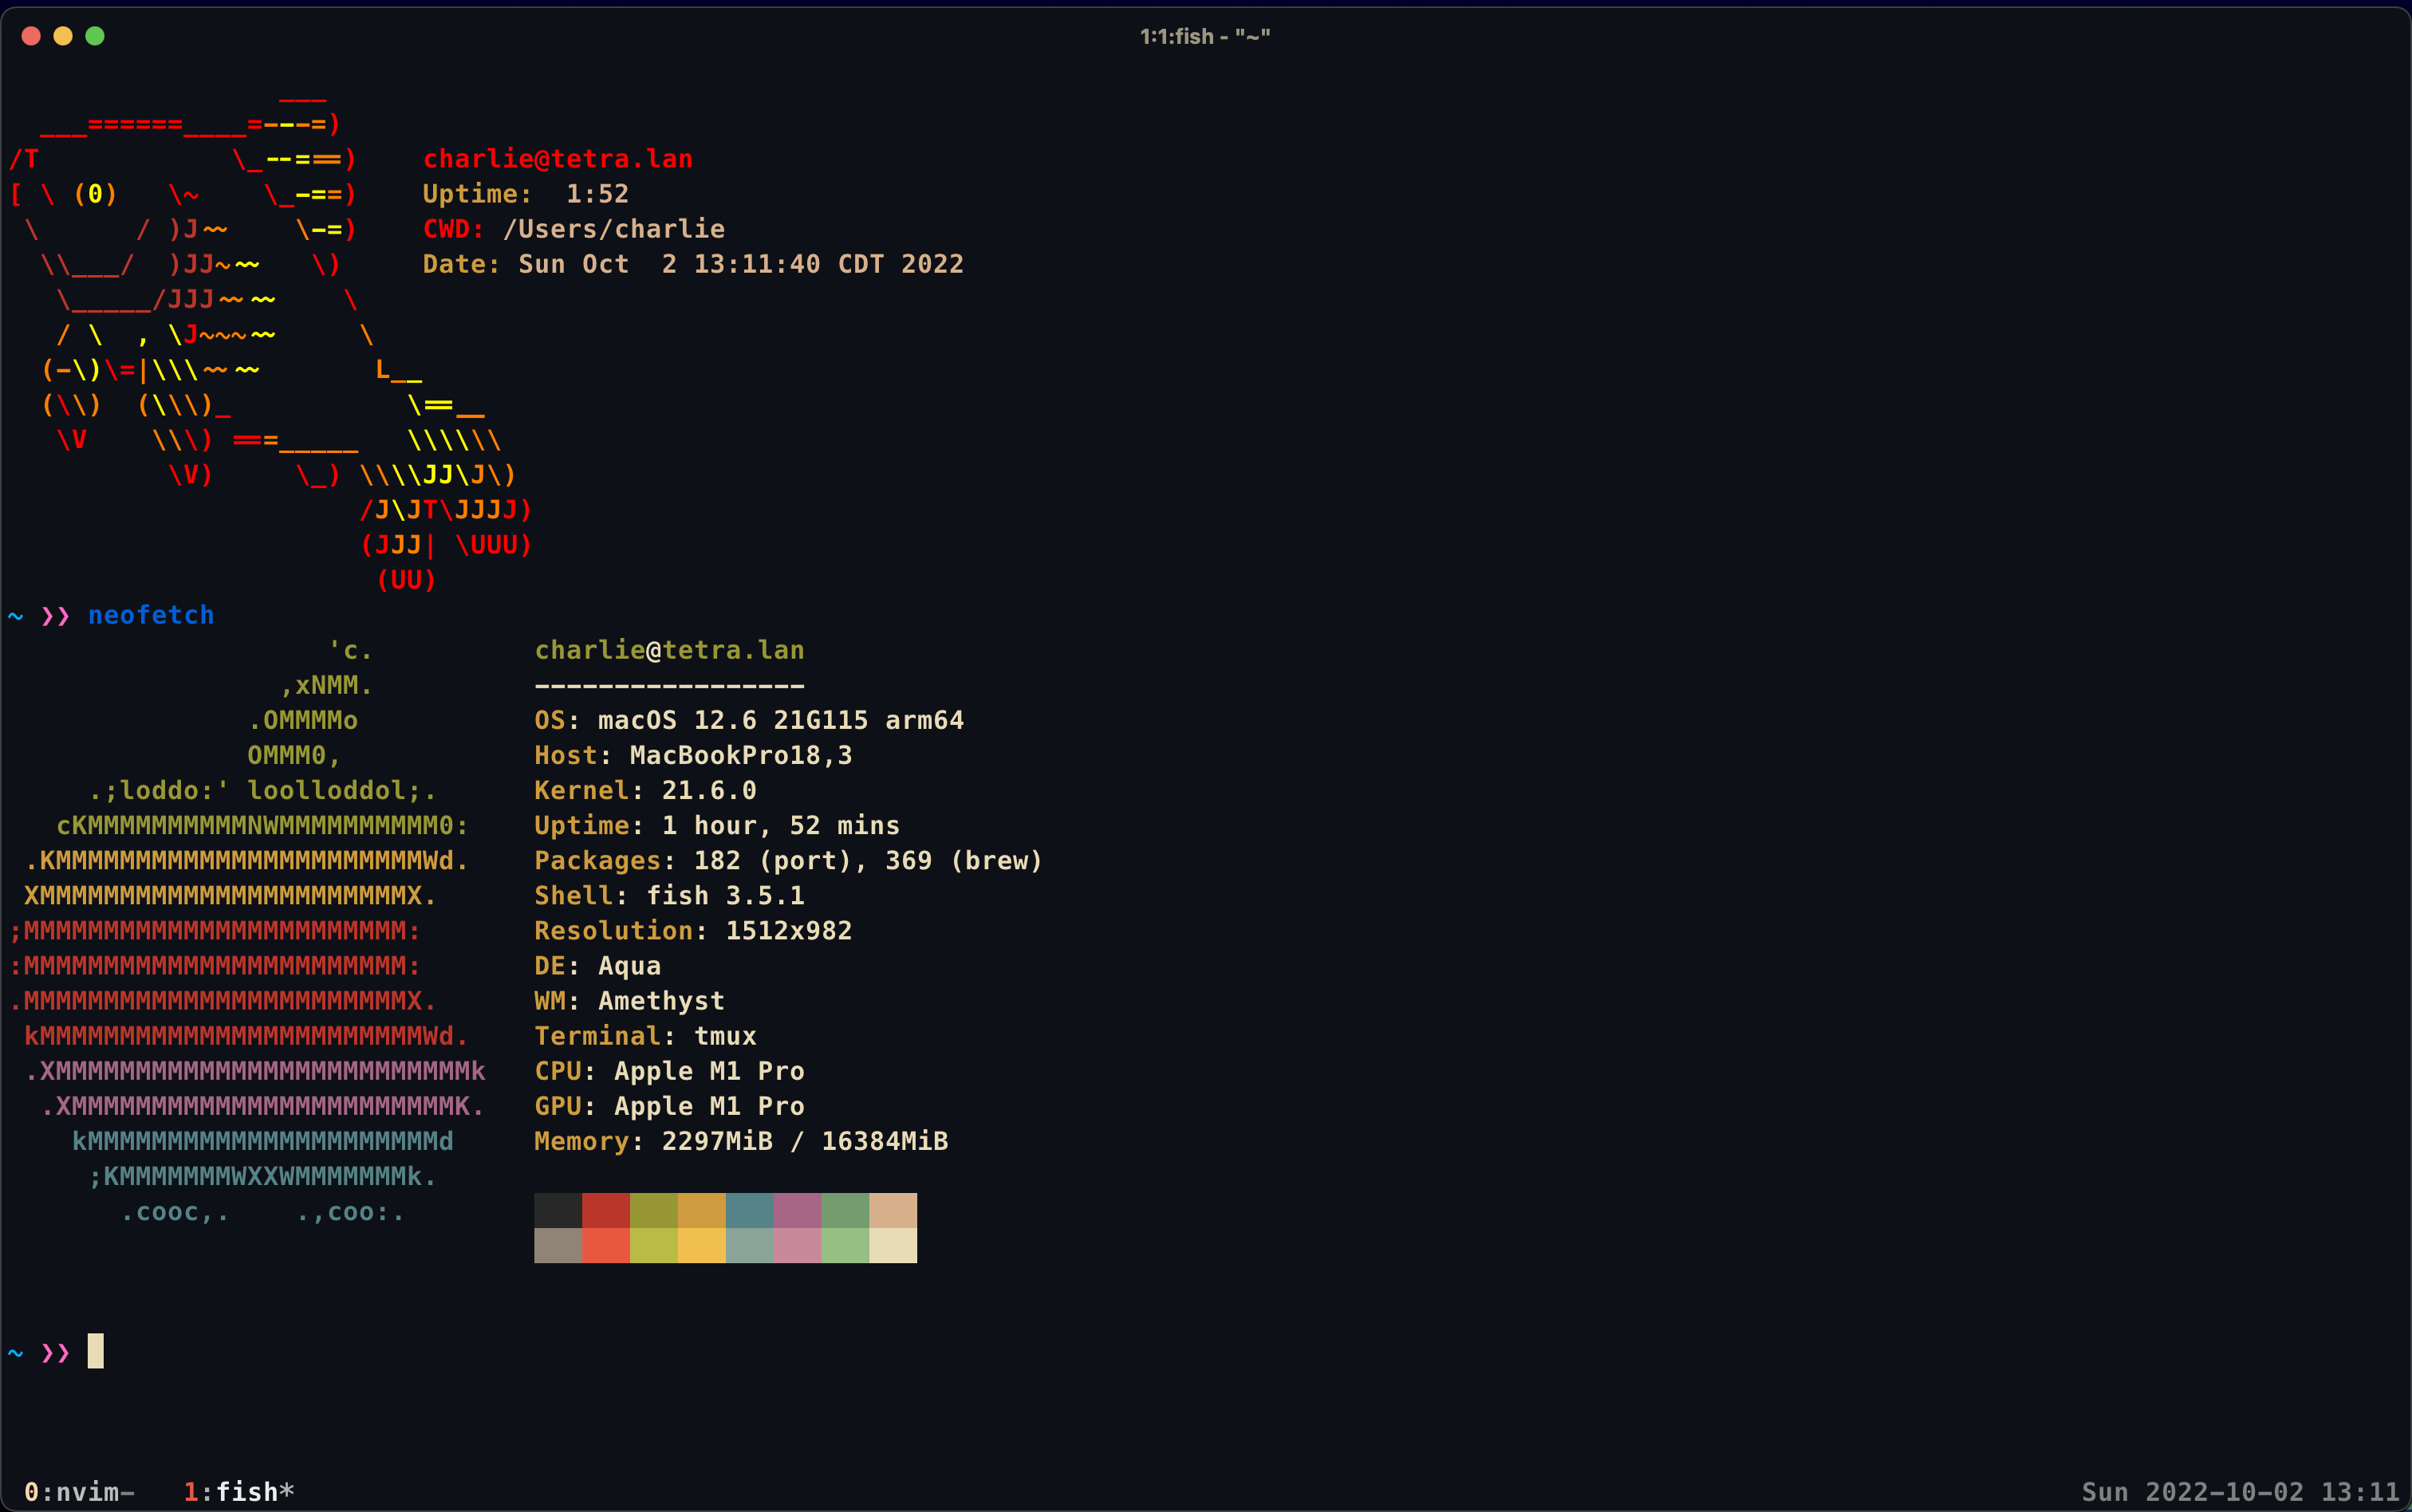 1:1:fish - "~"
                 ___
  ___======____=---=)
/T            \_--===)    charlie@tetra.lan
[ \ (0)   \~    \_-==)    Uptime:  1:52
 \      / )J~~    \-=)    CWD: /Users/charlie
  \\___/  )JJ~~~   \)     Date: Sun Oct  2 13:11:40 CDT 2022
   \_____/JJJ~~~~    \
   / \  , \J~~~~~     \
  (-\)\=|\\\~~~~       L__
  (\\)  (\\\)_           \==__
   \V    \\\) ===_____   \\\\\\
          \V)     \_) \\\\JJ\J\)
                      /J\JT\JJJJ)
                      (JJJ| \UUU)
                       (UU)
~ ❯❯ neofetch
                    'c.          charlie@tetra.lan
                 ,xNMM.          -----------------
               .OMMMMo           OS: macOS 12.6 21G115 arm64
               OMMM0,            Host: MacBookPro18,3
     .;loddo:' loolloddol;.      Kernel: 21.6.0
   cKMMMMMMMMMMNWMMMMMMMMMM0:    Uptime: 1 hour, 52 mins
 .KMMMMMMMMMMMMMMMMMMMMMMMWd.    Packages: 182 (port), 369 (brew)
 XMMMMMMMMMMMMMMMMMMMMMMMX.      Shell: fish 3.5.1
;MMMMMMMMMMMMMMMMMMMMMMMM:       Resolution: 1512x982
:MMMMMMMMMMMMMMMMMMMMMMMM:       DE: Aqua
.MMMMMMMMMMMMMMMMMMMMMMMMX.      WM: Amethyst
 kMMMMMMMMMMMMMMMMMMMMMMMMWd.    Terminal: tmux
 .XMMMMMMMMMMMMMMMMMMMMMMMMMMk   CPU: Apple M1 Pro
  .XMMMMMMMMMMMMMMMMMMMMMMMMK.   GPU: Apple M1 Pro
    kMMMMMMMMMMMMMMMMMMMMMMd     Memory: 2297MiB / 16384MiB
     ;KMMMMMMMWXXWMMMMMMMk.
       .cooc,.    .,coo:.
~ ❯❯
0:nvim-   1:fish*   Sun 2022-10-02 13:11